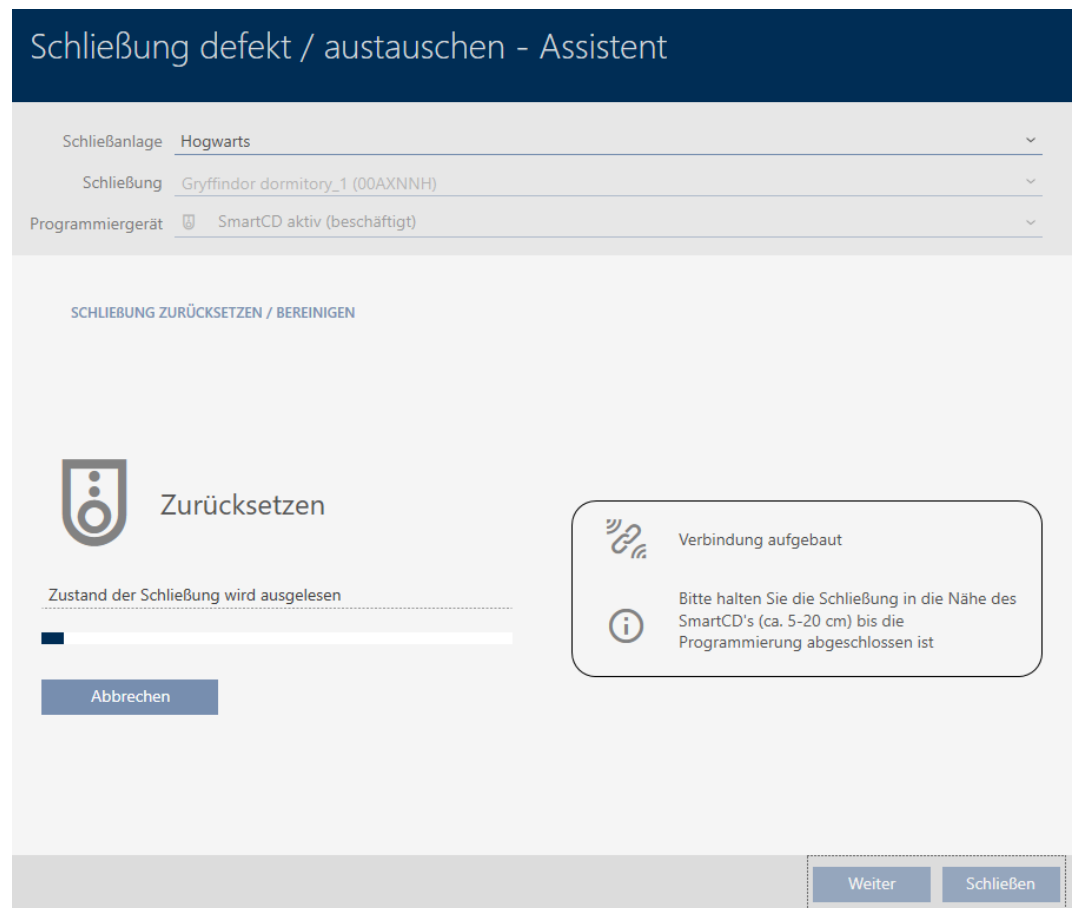 Schließung defekt / austauschen - Assistent
Schließanlage Hogwarts
Schließung Gryffindor dormitory_1 (00AXNNH)
Programmiergerät SmartCD aktiv (beschäftigt)
SCHLIEßUNG ZURÜCKSETZEN / BEREINIGEN
Zurücksetzen
Zustand der Schließung wird ausgelesen
Abbrechen
Verbindung aufgebaut
Bitte halten Sie die Schließung in die Nähe des
SmartCD's (ca. 5-20 cm) bis die
Programmierung abgeschlossen ist
Weiter Schließen